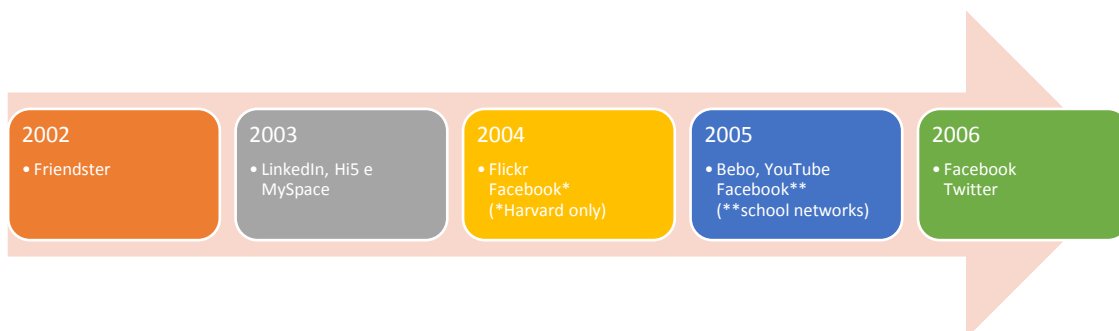 2002
• Friendster
2003
• LinkedIn, Hi5 e
MySpace
2004
• Flickr
Facebook*
(*Harvard only)
2005
• Bebo, YouTube
Facebook**
(**school networks)
2006
• Facebook
Twitter